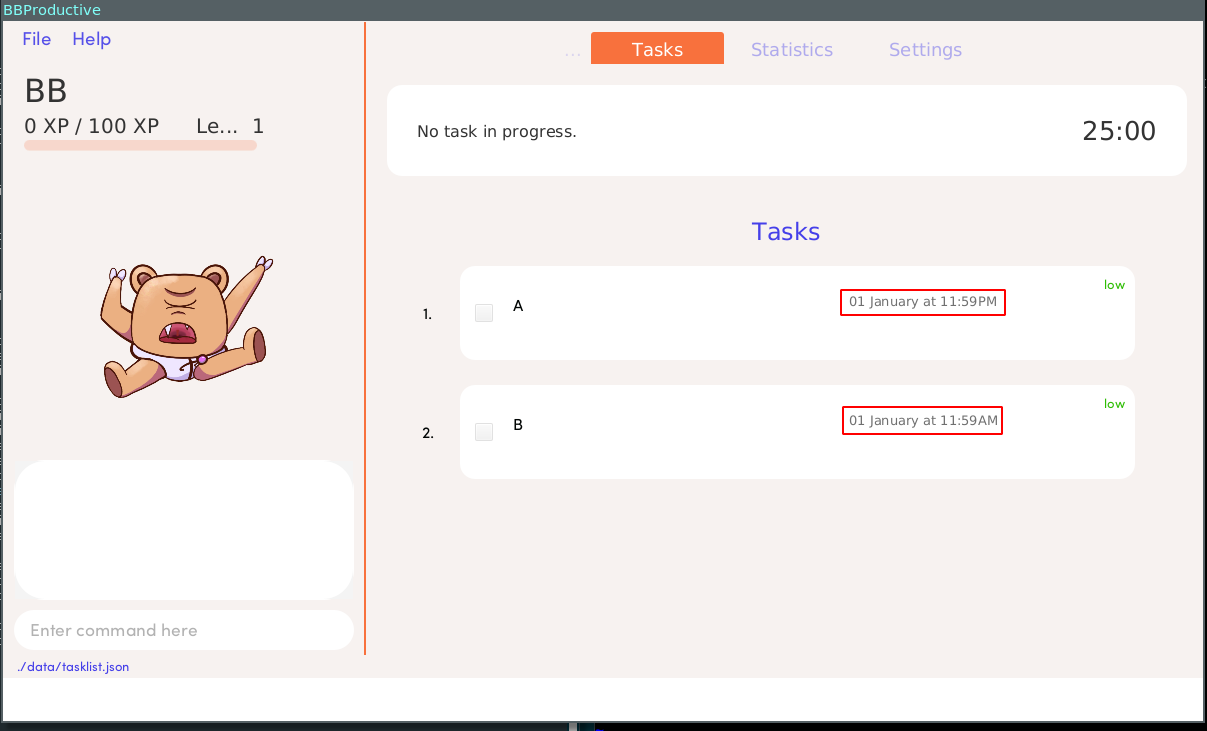 BBProductive
File Help
BB
0 XP / 100 XP Le... 1
Enter command here
./data/tasklist.json
... Tasks Statistics Settings
No task in progress. 25:00
Tasks
1. A 01 January at 11:59PM low
2. B 01 January at 11:59AM low